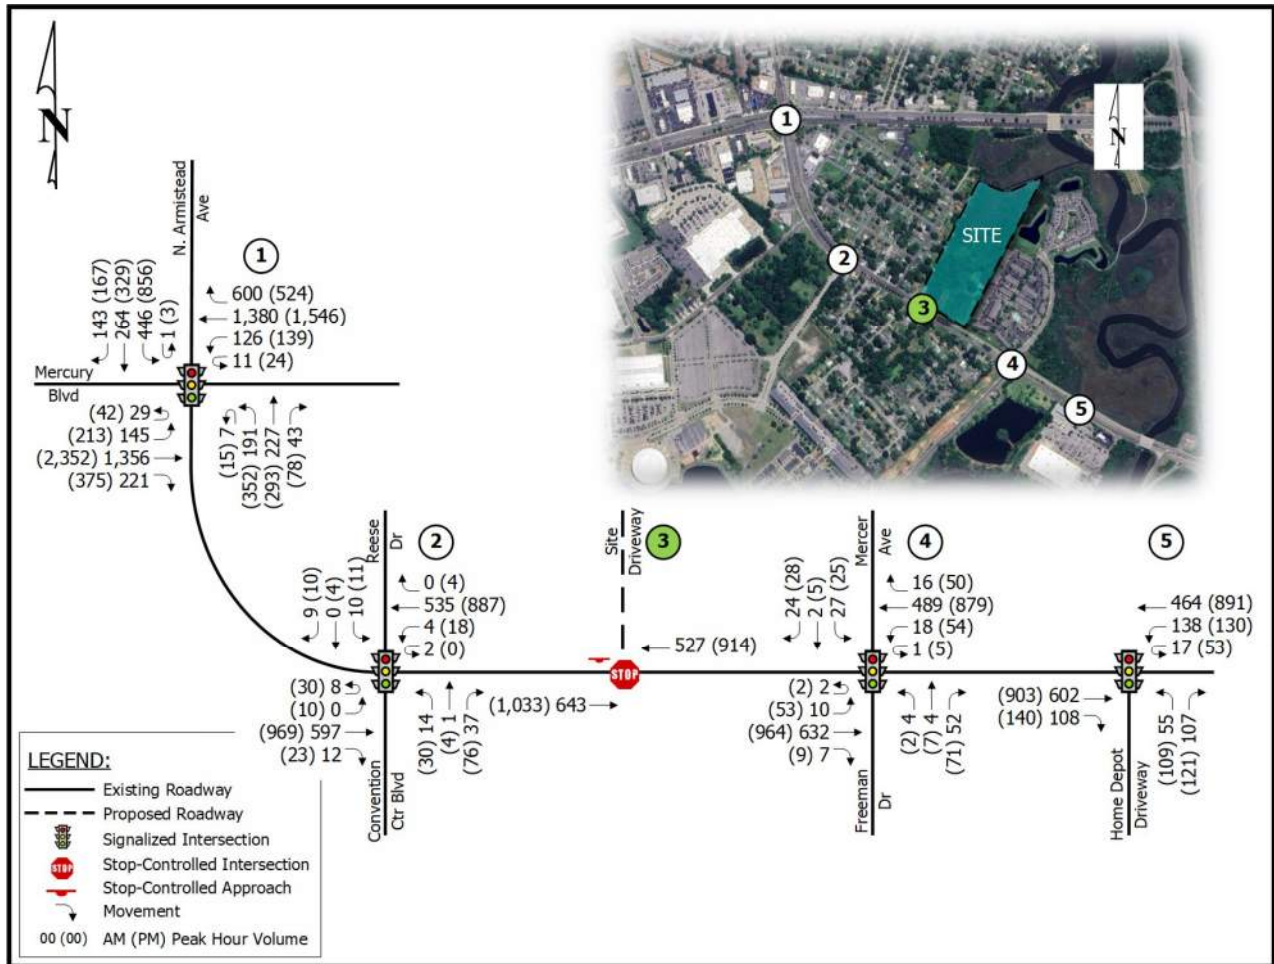 N
N
1
2
SITE
3
4
5
N. Armistead
Ave
1
143 (167)
264 (329)
446 (856)
1 (3)
600 (524)
1,380 (1,546)
126 (139)
11 (24)
Mercury
Blvd
(42) 29
(213) 145
(2,352) 1,356
(375) 221
(15) 7
(352) 191
(293) 227
(78) 43
Reese
Dr
2
9 (10)
0 (4)
10 (11)
0 (4)
535 (887)
4 (18)
2 (0)
(30) 8
(10) 0
(969) 597
(23) 12
(30) 14
(4) 1
(76) 37
Convention
Ctr Blvd
Site
Driveway
3
527 (914)
STOP
(1,033) 643
Mercer
Ave
4
24 (28)
2 (5)
27 (25)
16 (50)
489 (879)
18 (54)
1 (5)
(2) 2
(53) 10
(964) 632
(9) 7
(2) 4
(7) 4
(71) 52
Freeman
Dr
5
464 (891)
138 (130)
17 (53)
(903) 602
(140) 108
(109) 55
(121) 107
Home Depot
Driveway
LEGEND:
Existing Roadway
Proposed Roadway
Signalized Intersection
STOP
Stop-Controlled Intersection
Stop-Controlled Approach
Movement
00 (00) AM (PM) Peak Hour Volume